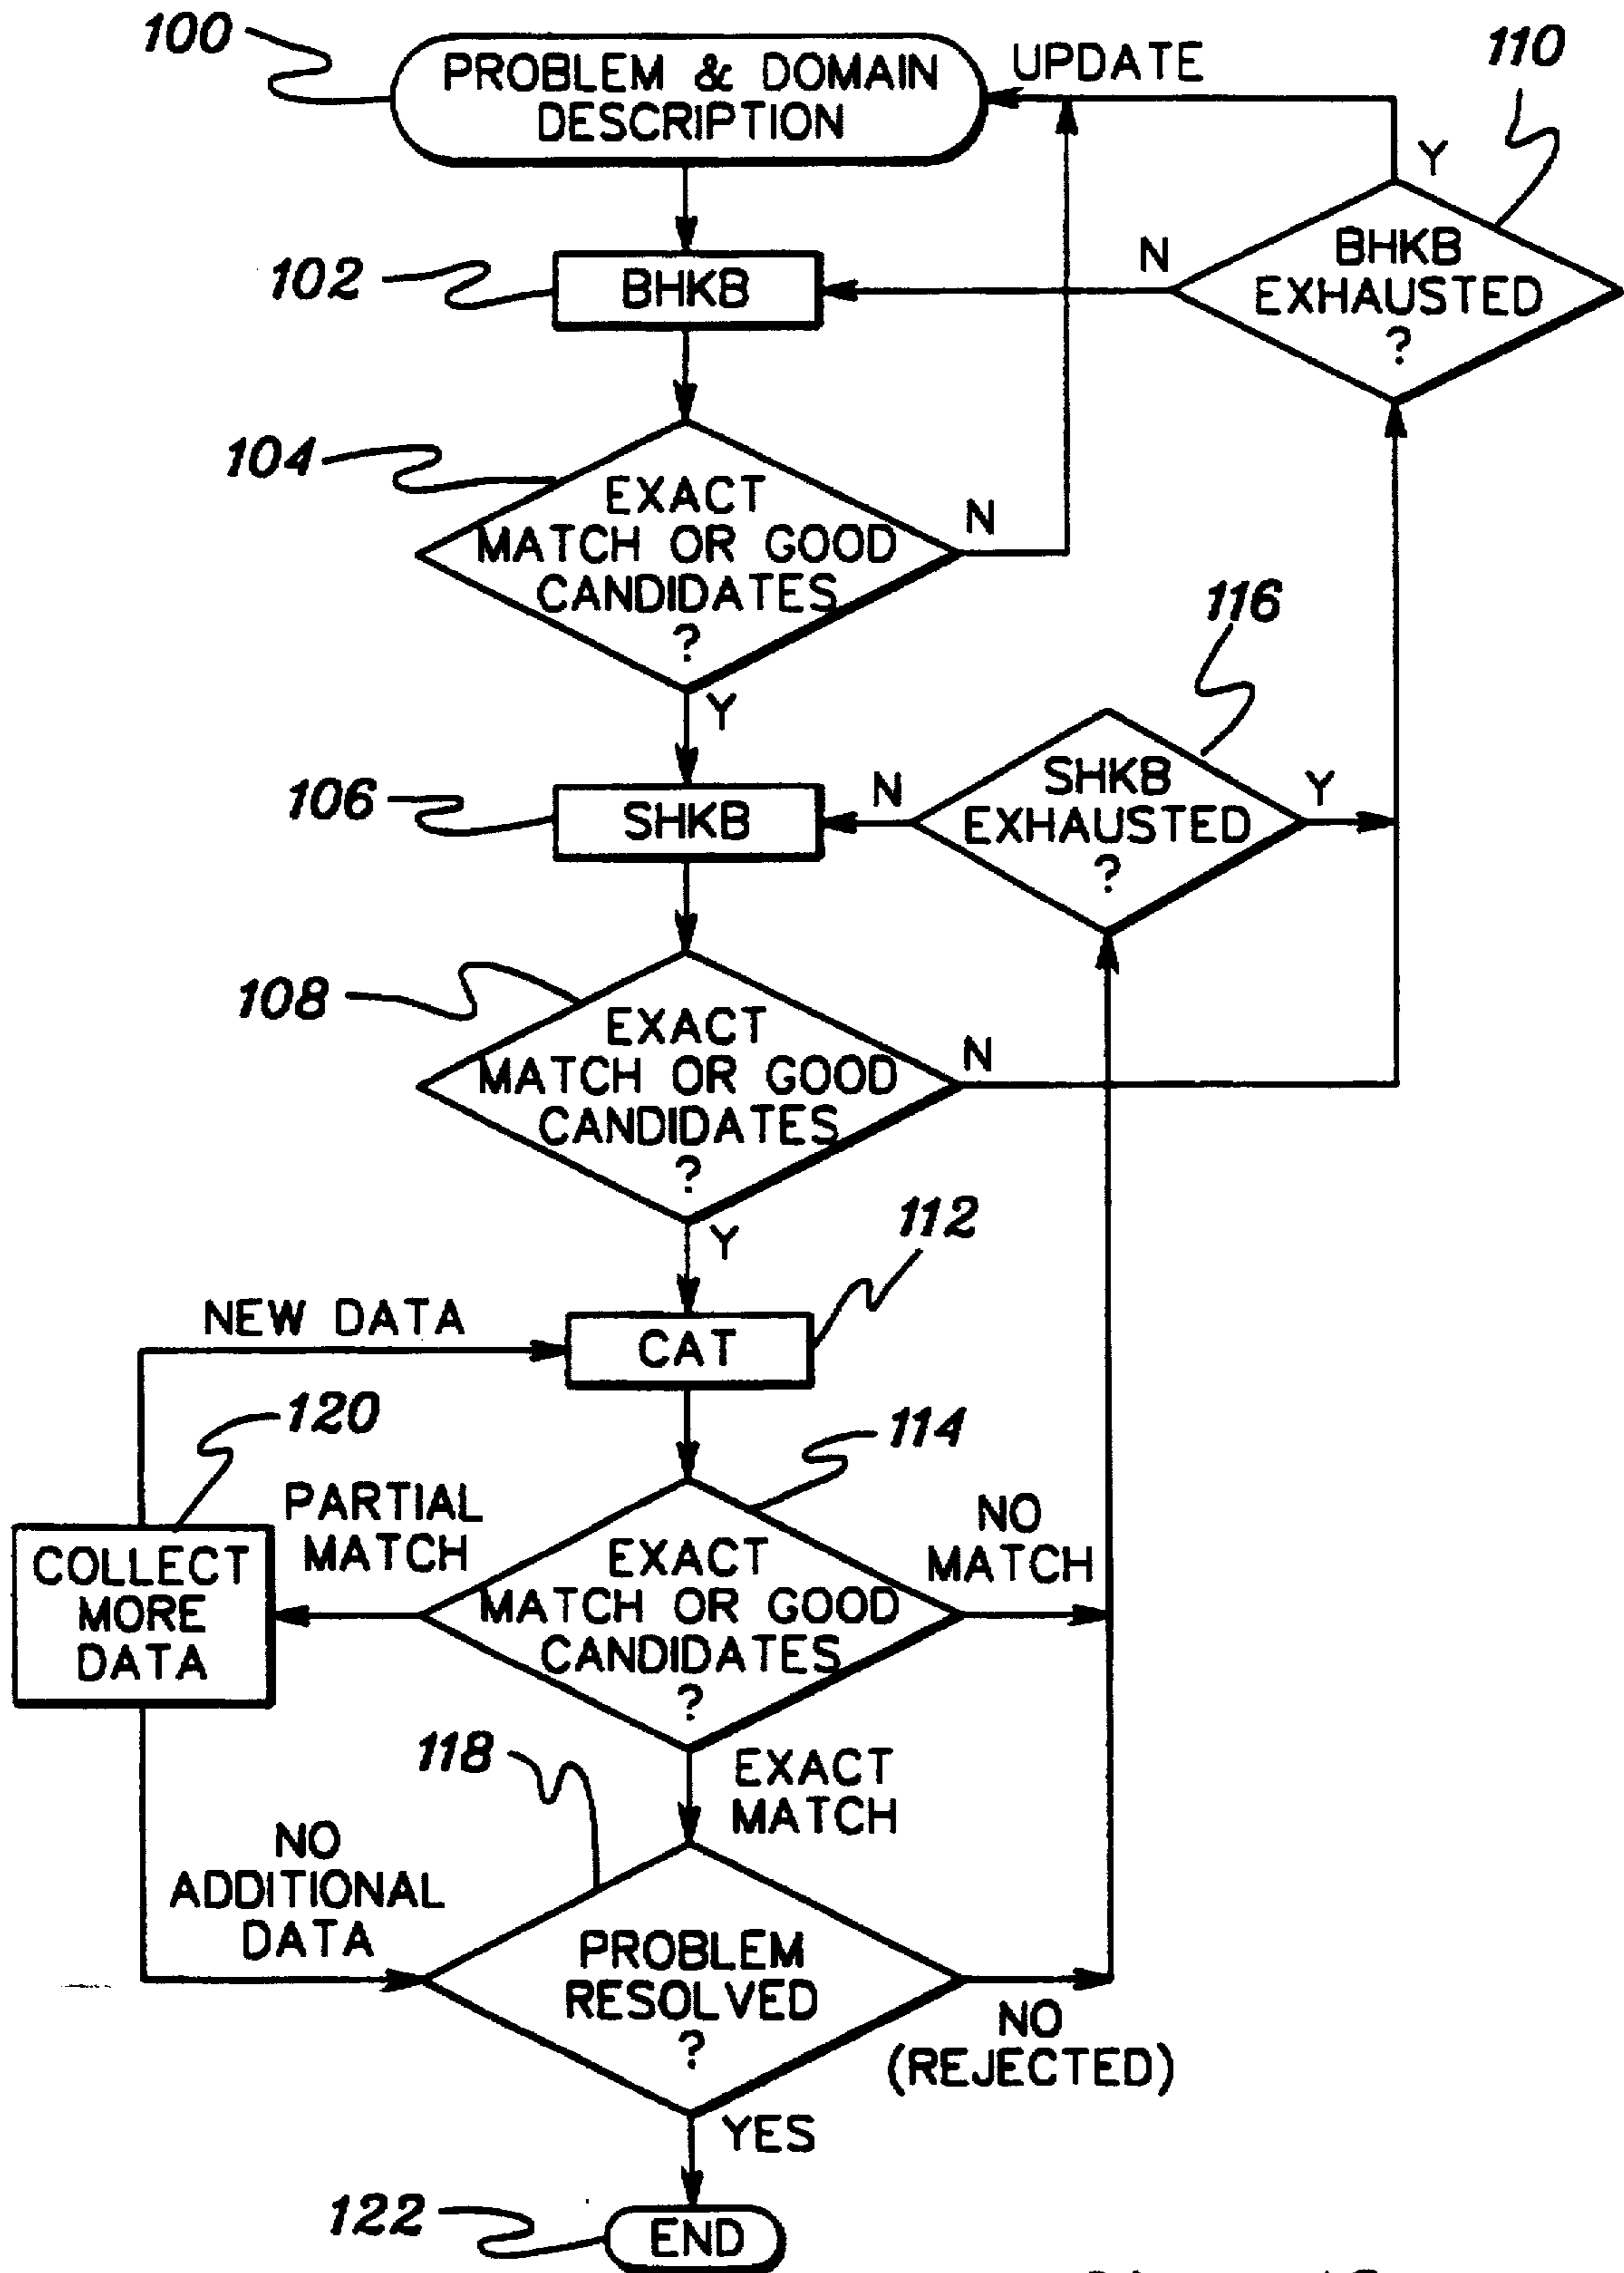 100
PROBLEM & DOMAIN
DESCRIPTION
UPDATE
110
Y
102
BHKB
N
BHKB
EXHAUSTED
?
104
EXACT
MATCH OR GOOD
CANDIDATES
?
N
Y
116
106
SHKB
N
SHKB
EXHAUSTED
?
Y
108
EXACT
MATCH OR GOOD
CANDIDATES
?
N
Y
112
NEW DATA
CAT
120
114
PARTIAL
MATCH
NO
MATCH
COLLECT
MORE
DATA
EXACT
MATCH OR GOOD
CANDIDATES
?
118
EXACT
MATCH
NO
ADDITIONAL
DATA
PROBLEM
RESOLVED
?
NO
(REJECTED)
YES
122
END